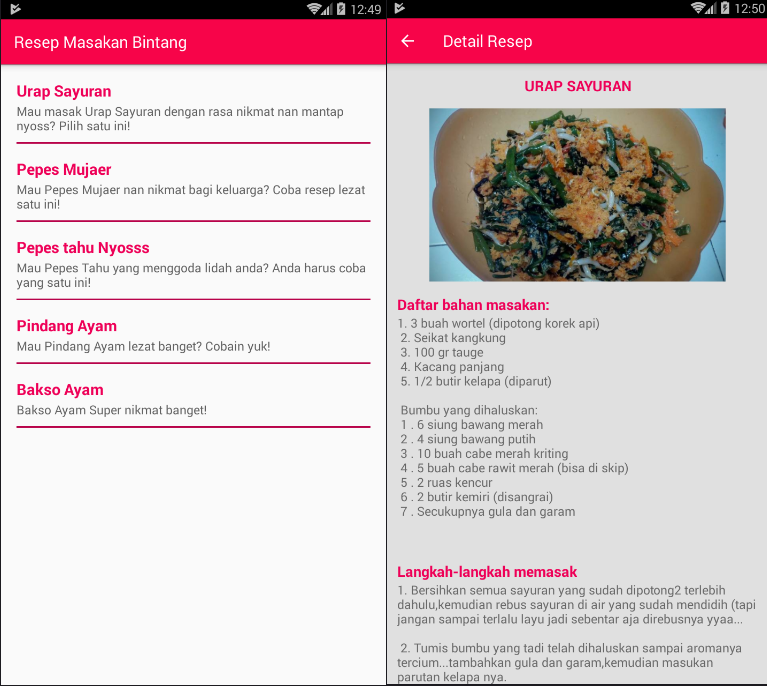 12:49
Resep Masakan Bintang
Urap Sayuran
Mau masak Urap Sayuran dengan rasa nikmat nan mantap
nyoss? Pilih satu ini!
Pepes Mujaer
Mau Pepes Mujaer nan nikmat bagi keluarga? Coba resep lezat
satu ini!
Pepes tahu Nyosss
Mau Pepes Tahu yang menggoda lidah anda? Anda harus coba
yang satu ini!
Pindang Ayam
Mau Pindang Ayam lezat banget? Cobain yuk!
Bakso Ayam
Bakso Ayam Super nikmat banget!
12:50
Detail Resep
URAP SAYURAN
Daftar bahan masakan:
1. 3 buah wortel (dipotong korek api)
2. Seikat kangkung
3. 100 gr tauge
4. Kacang panjang
5. 1/2 butir kelapa (diparut)
Bumbu yang dihaluskan:
1 . 6 siung bawang merah
2 . 4 siung bawang putih
3 . 10 buah cabe merah kriting
4 . 5 buah cabe rawit merah (bisa di skip)
5 . 2 ruas kencur
6 . 2 butir kemiri (disangrai)
7 . Secukupnya gula dan garam
Langkah-langkah memasak
1. Bersihkan semua sayuran yang sudah dipotong2 terlebih
dahulu,kemudian rebus sayuran di air yang sudah mendidih (tapi
jangan sampai terlalu layu jadi sebentar aja direbusnya yyaa...
2. Tumis bumbu yang tadi telah dihaluskan sampai aromanya
tercium...tambahkan gula dan garam,kemudian masukan
parutan kelapa nya.